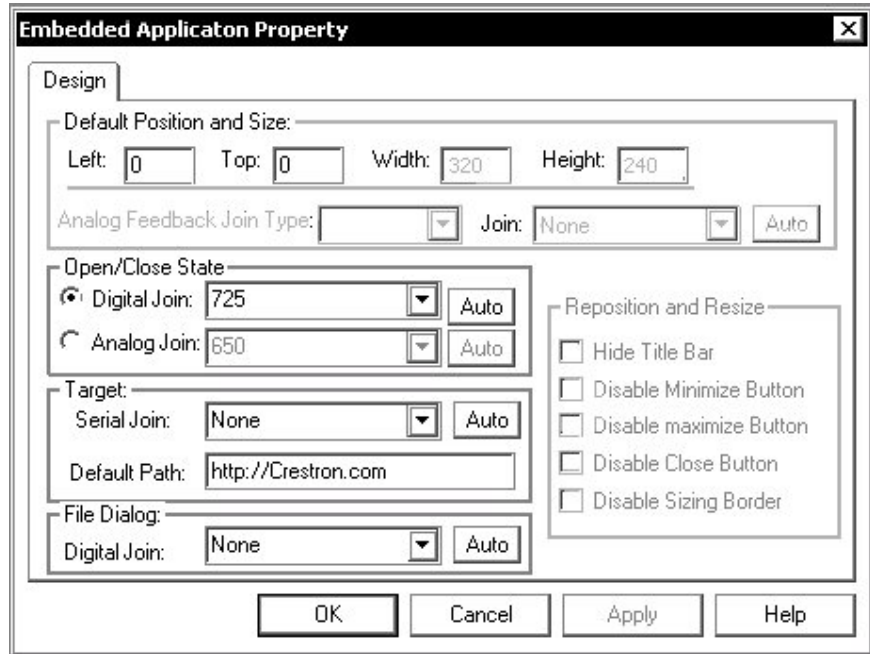 Embedded Applicaton Property
Design
Default Position and Size:
Left: 0 Top: 0 Width: 320 Height: 240
Analog Feedback Join Type: Join: None Auto
Open/Close State
Digital Join: 725 Auto
Analog Join: 650 Auto
Target:
Serial Join: None Auto
Default Path: http://Crestron.com
File Dialog:
Digital Join: None Auto
Reposition and Resize
Hide Title Bar
Disable Minimize Button
Disable maximize Button
Disable Close Button
Disable Sizing Border
OK Cancel Apply Help